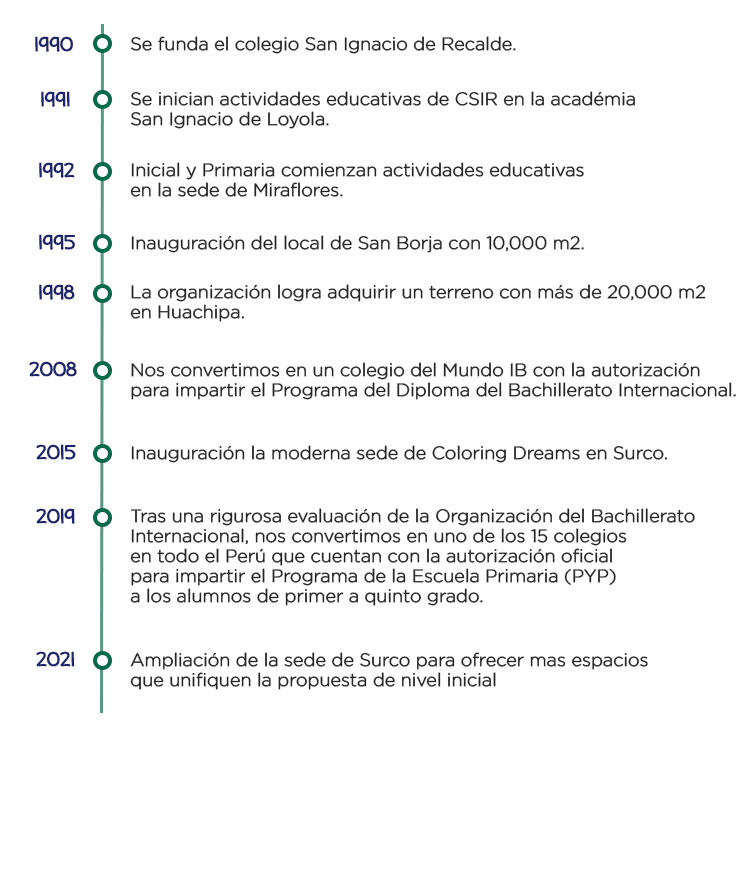 1990 Se funda el colegio San Ignacio de Recalde.
1991 Se inician actividades educativas de CSIR en la académia
San Ignacio de Loyola.
1992 Inicial y Primaria comienzan actividades educativas
en la sede de Miraflores.
1995 Inauguración del local de San Borja con 10,000 m2.
1998 La organización logra adquirir un terreno con más de 20,000 m2
en Huachipa.
2008 Nos convertimos en un colegio del Mundo IB con la autorización
para impartir el Programa del Diploma del Bachillerato Internacional.
2015 Inauguración la moderna sede de Coloring Dreams en Surco.
2019 Tras una rigurosa evaluación de la Organización del Bachillerato
Internacional, nos convertimos en uno de los 15 colegios
en todo el Perú que cuentan con la autorización oficial
para impartir el Programa de la Escuela Primaria (PYP)
a los alumnos de primer a quinto grado.
2021 Ampliación de la sede de Surco para ofrecer mas espacios
que unifiquen la propuesta de nivel inicial